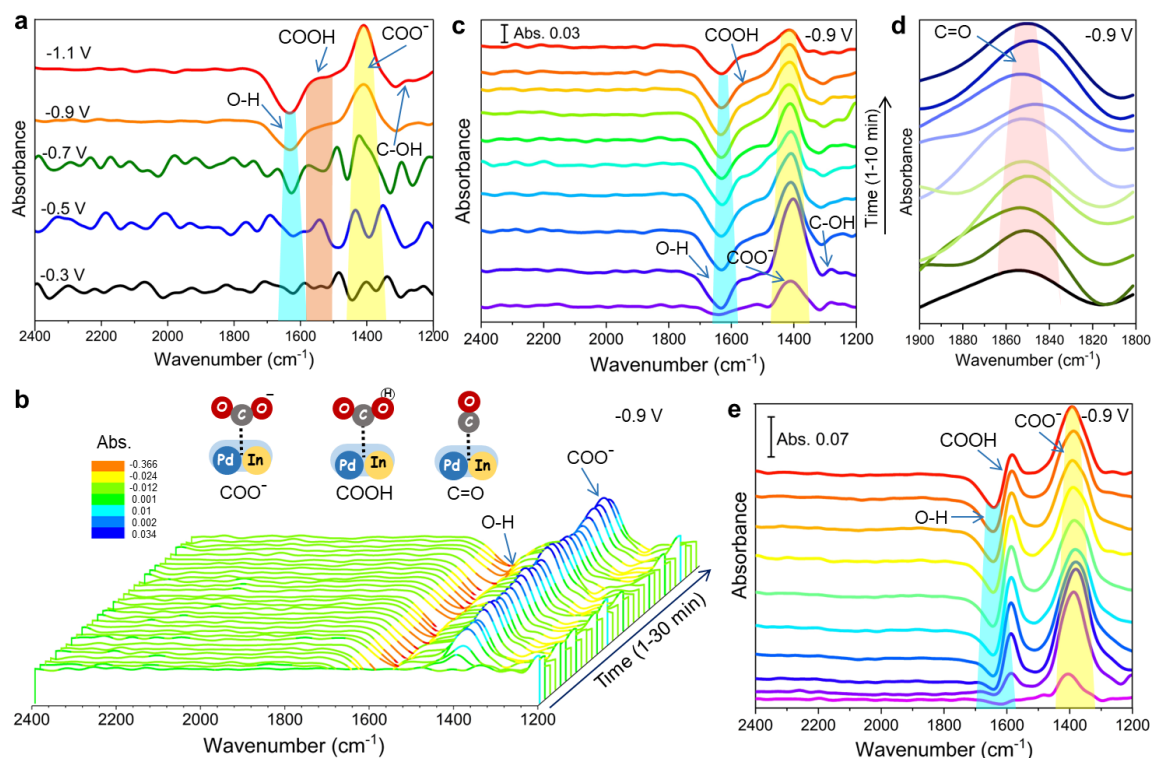 a
-1.1 V
COOH
COO⁻
O-H
-0.9 V
-0.7 V
C-OH
-0.5 V
-0.3 V
Absorbance
2400 2200 2000 1800 1600 1400 1200
Wavenumber (cm⁻¹)
c
Abs. 0.03
COOH
-0.9 V
O-H
COO⁻
C-OH
Absorbance
2400 2200 2000 1800 1600 1400 1200
Wavenumber (cm⁻¹)
Time (1-10 min)
d
C=O
-0.9 V
Absorbance
1900 1880 1860 1840 1820 1800
Wavenumber (cm⁻¹)
b
O C O −
Pd In
COO⁻
O C O H
Pd In
COOH
O
C
Pd In
C=O
-0.9 V
Abs.
-0.366
-0.024
-0.012
0.001
0.01
0.002
0.034
COO⁻
O-H
Time (1-30 min)
2400 2200 2000 1800 1600 1400 1200
Wavenumber (cm⁻¹)
e
Abs. 0.07
COOH
COO⁻
-0.9 V
O-H
Absorbance
2400 2200 2000 1800 1600 1400 1200
Wavenumber (cm⁻¹)